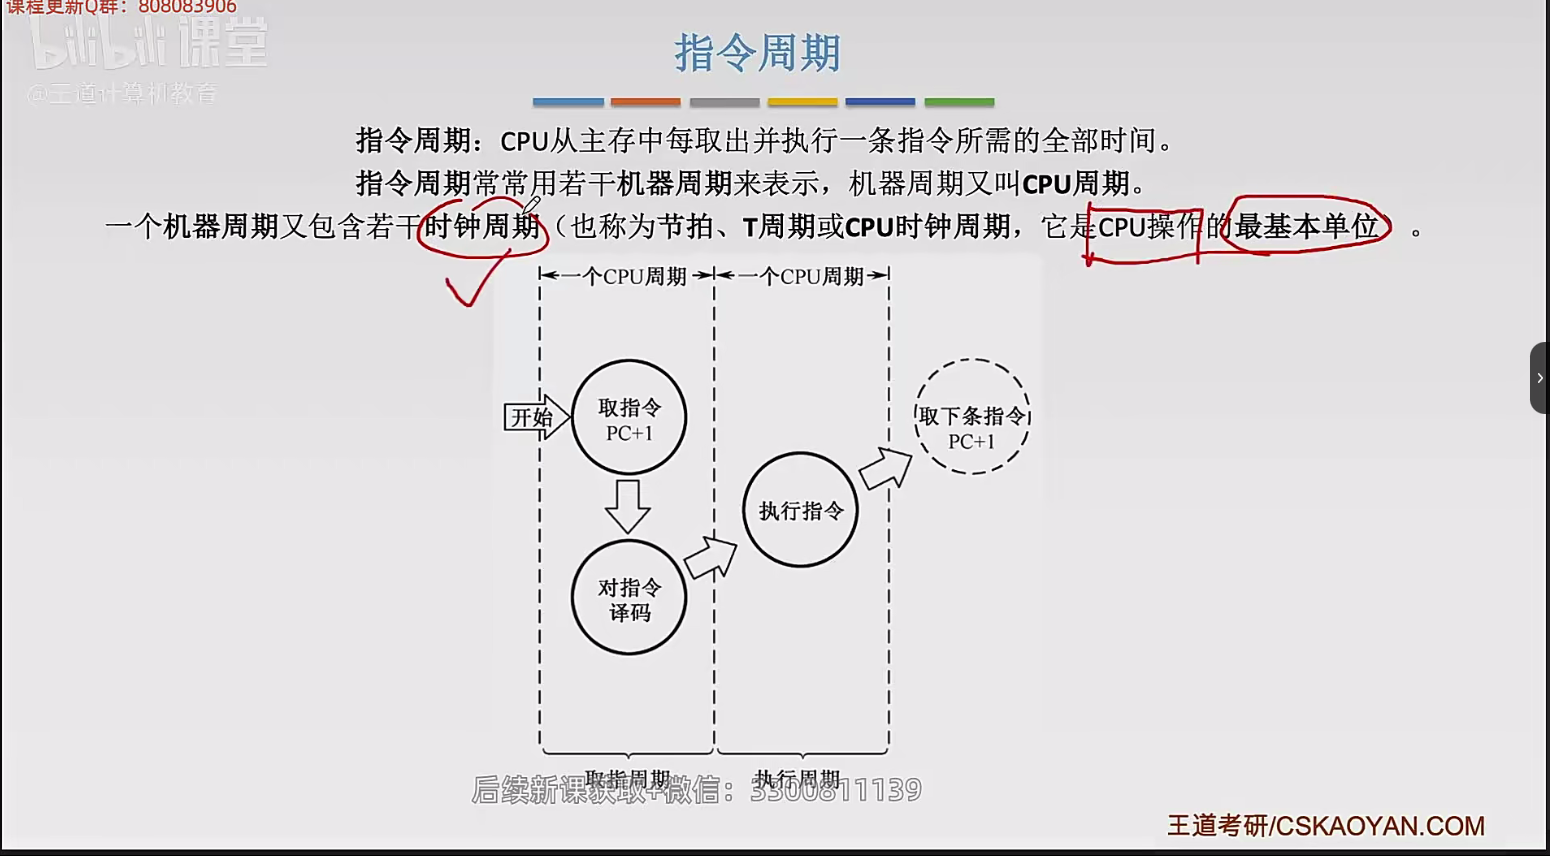 课程更新Q群：808083906
bilibili课堂
@王道计算机教育
指令周期
指令周期：CPU从主存中每取出并执行一条指令所需的全部时间。
指令周期常常用若干机器周期来表示，机器周期又叫CPU周期。
一个机器周期又包含若干时钟周期（也称为节拍、T周期或CPU时钟周期，它是CPU操作的最基本单位）。
一个CPU周期
一个CPU周期
开始
取指令
PC+1
对指令
译码
执行指令
取下条指令
PC+1
取指周期
执行周期
后续新课获取+微信：3300811139
王道考研/CSKAOYAN.COM